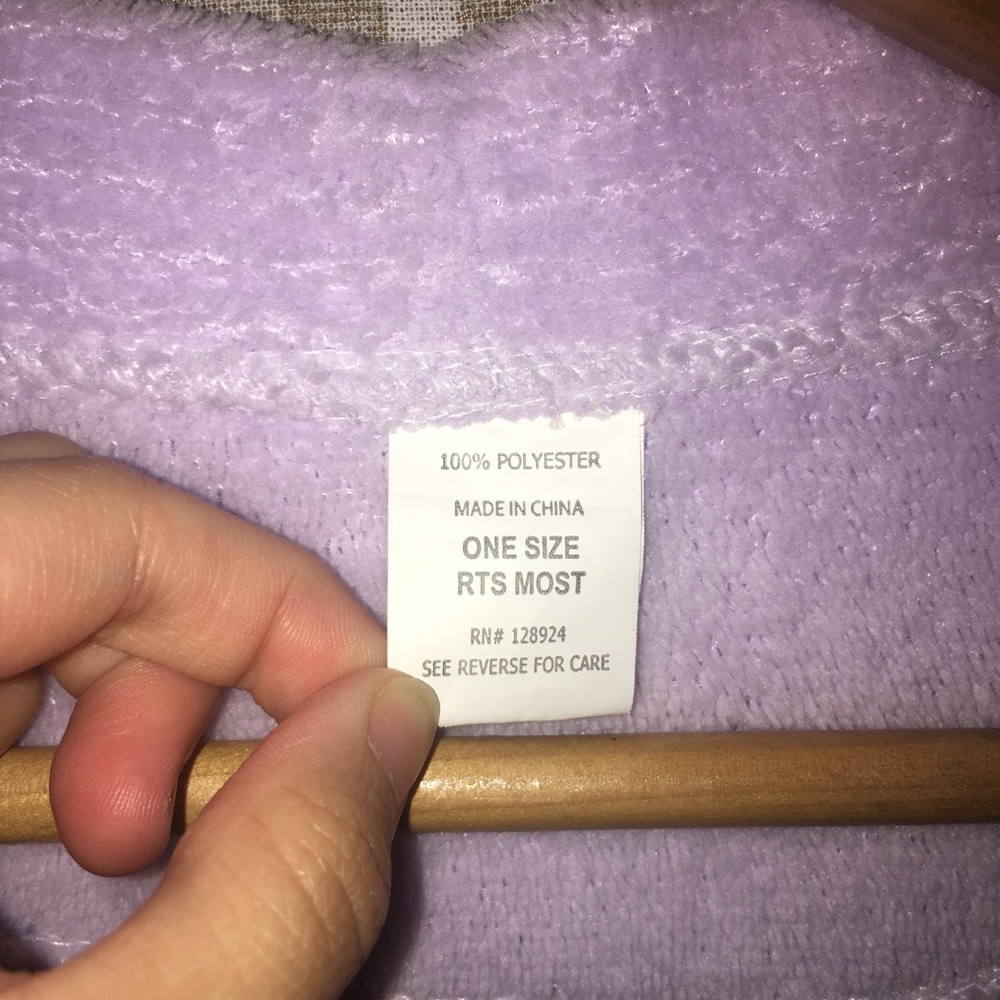 100% POLYESTER
MADE IN CHINA
ONE SIZE
RTS MOST
RN# 128924
SEE REVERSE FOR CARE